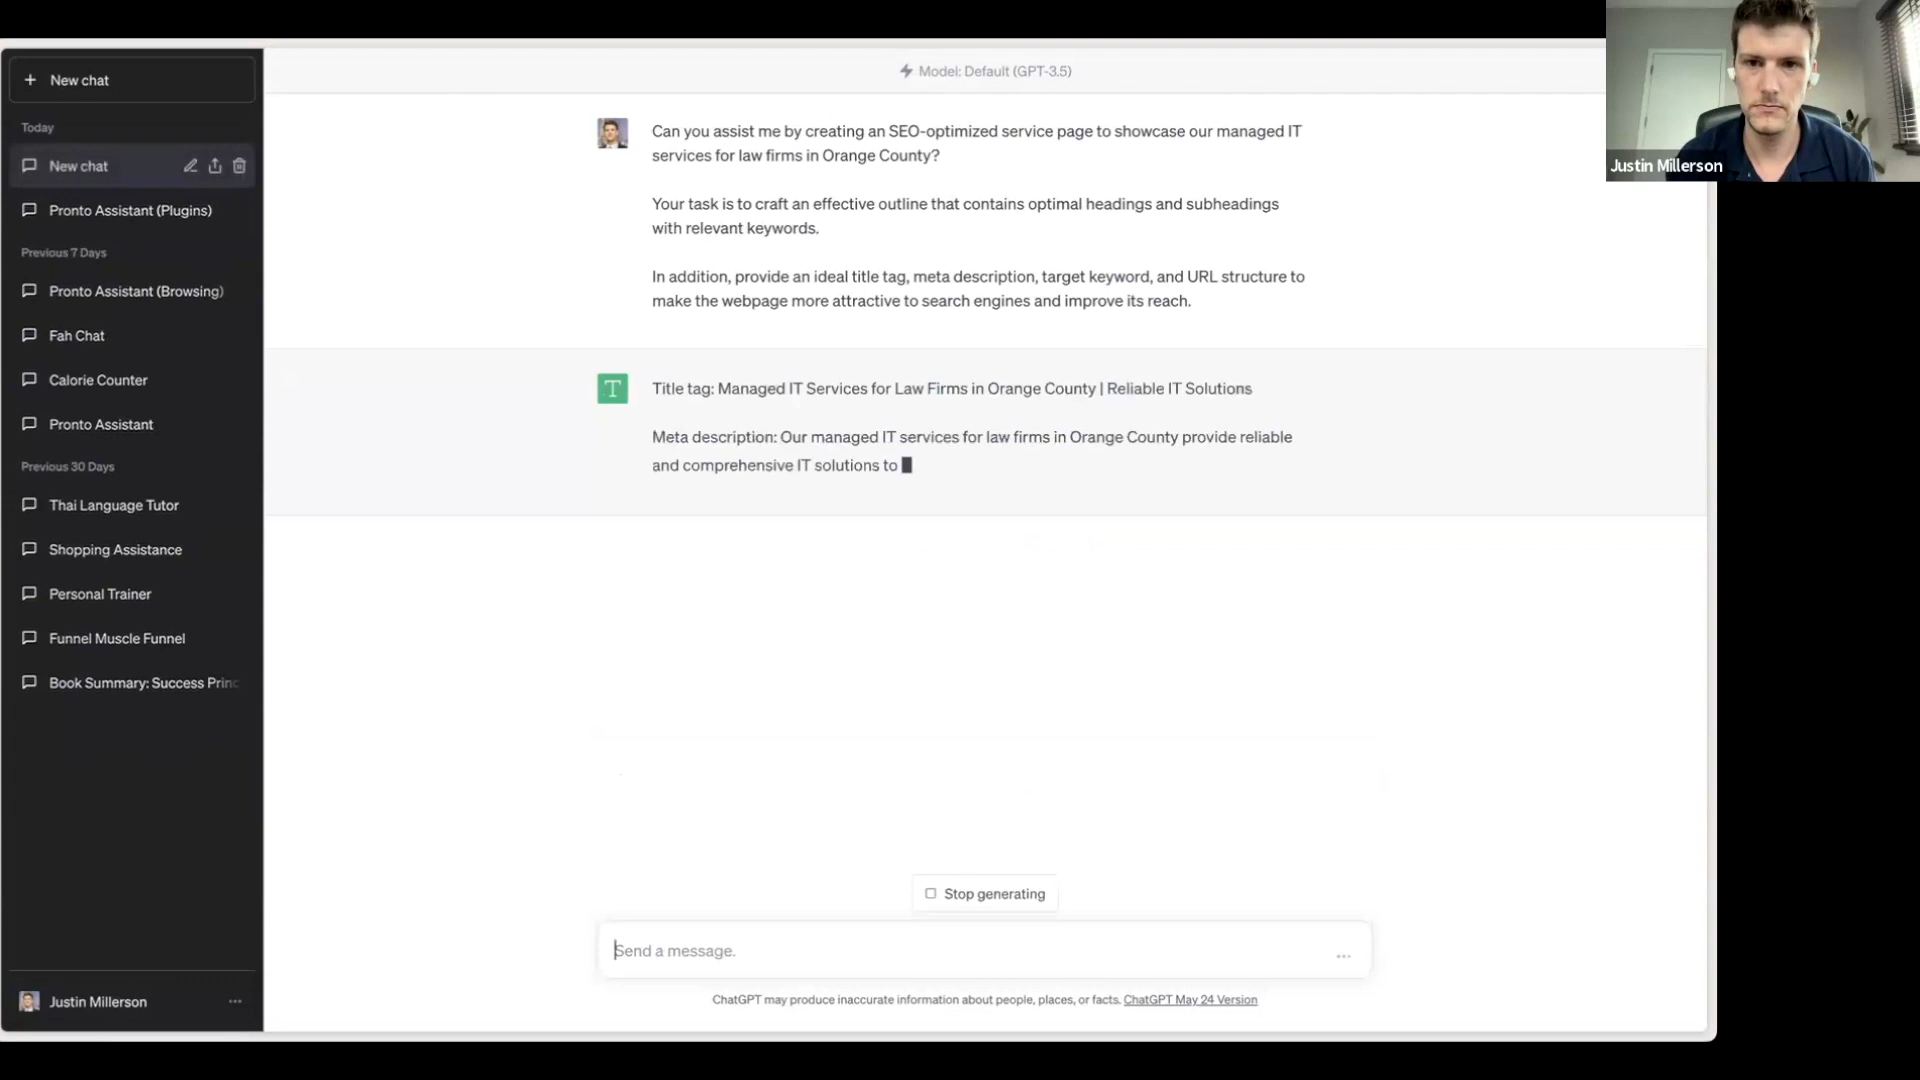 New chat
Today
New chat
Pronto Assistant (Plugins)
Previous 7 Days
Pronto Assistant (Browsing)
Fah Chat
Calorie Counter
Pronto Assistant
Previous 30 Days
Thai Language Tutor
Shopping Assistance
Personal Trainer
Funnel Muscle Funnel
Book Summary: Success Princ
Justin Millerson
Model: Default (GPT-3.5)
Can you assist me by creating an SEO-optimized service page to showcase our managed IT
services for law firms in Orange County?
Your task is to craft an effective outline that contains optimal headings and subheadings
with relevant keywords.
In addition, provide an ideal title tag, meta description, target keyword, and URL structure to
make the webpage more attractive to search engines and improve its reach.
T
Title tag: Managed IT Services for Law Firms in Orange County | Reliable IT Solutions
Meta description: Our managed IT services for law firms in Orange County provide reliable
and comprehensive IT solutions to
Stop generating
Send a message.
ChatGPT may produce inaccurate information about people, places, or facts. ChatGPT May 24 Version
Justin Millerson